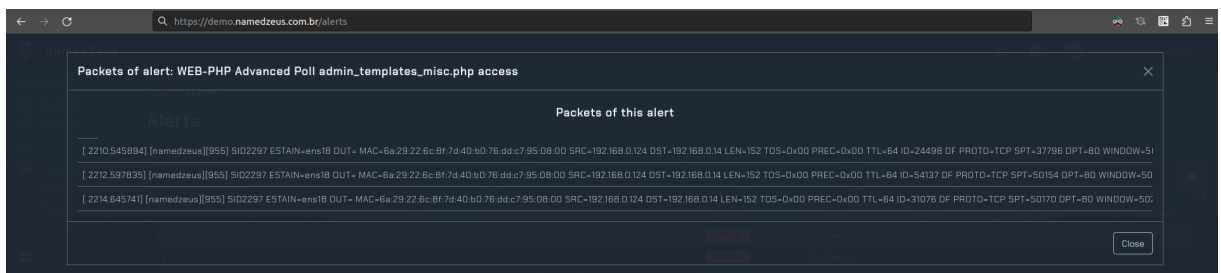 https://demo.namedzeus.com.br/alerts
NamedZeus
Packets of alert: WEB-PHP Advanced Poll admin_templates_misc.php access
Alerts
Packets of this alert
[ 2210.545894] [namedzeus][955] SID2297 ESTAIN=ens18 OUT= MAC=6a:29:22:6c:8f:7d:40:b0:76:dd:c7:95:08:00 SRC=192.168.0.124 DST=192.168.0.14 LEN=152 TOS=0x00 PREC=0x00 TTL=64 ID=24498 DF PROTO=TCP SPT=37796 DPT=80
[ 2212.597835] [namedzeus][955] SID2297 ESTAIN=ens18 OUT= MAC=6a:29:22:6c:8f:7d:40:b0:76:dd:c7:95:08:00 SRC=192.168.0.124 DST=192.168.0.14 LEN=152 TOS=0x00 PREC=0x00 TTL=64 ID=54137 DF PROTO=TCP SPT=50154 DPT=80 WINDOW=50
[ 2214.645741] [namedzeus][955] SID2297 ESTAIN=ens18 OUT= MAC=6a:29:22:6c:8f:7d:40:b0:76:dd:c7:95:08:00 SRC=192.168.0.124 DST=192.168.0.14 LEN=152 TOS=0x00 PREC=0x00 TTL=64 ID=31076 DF PROTO=TCP SPT=50170 DPT=80
Close